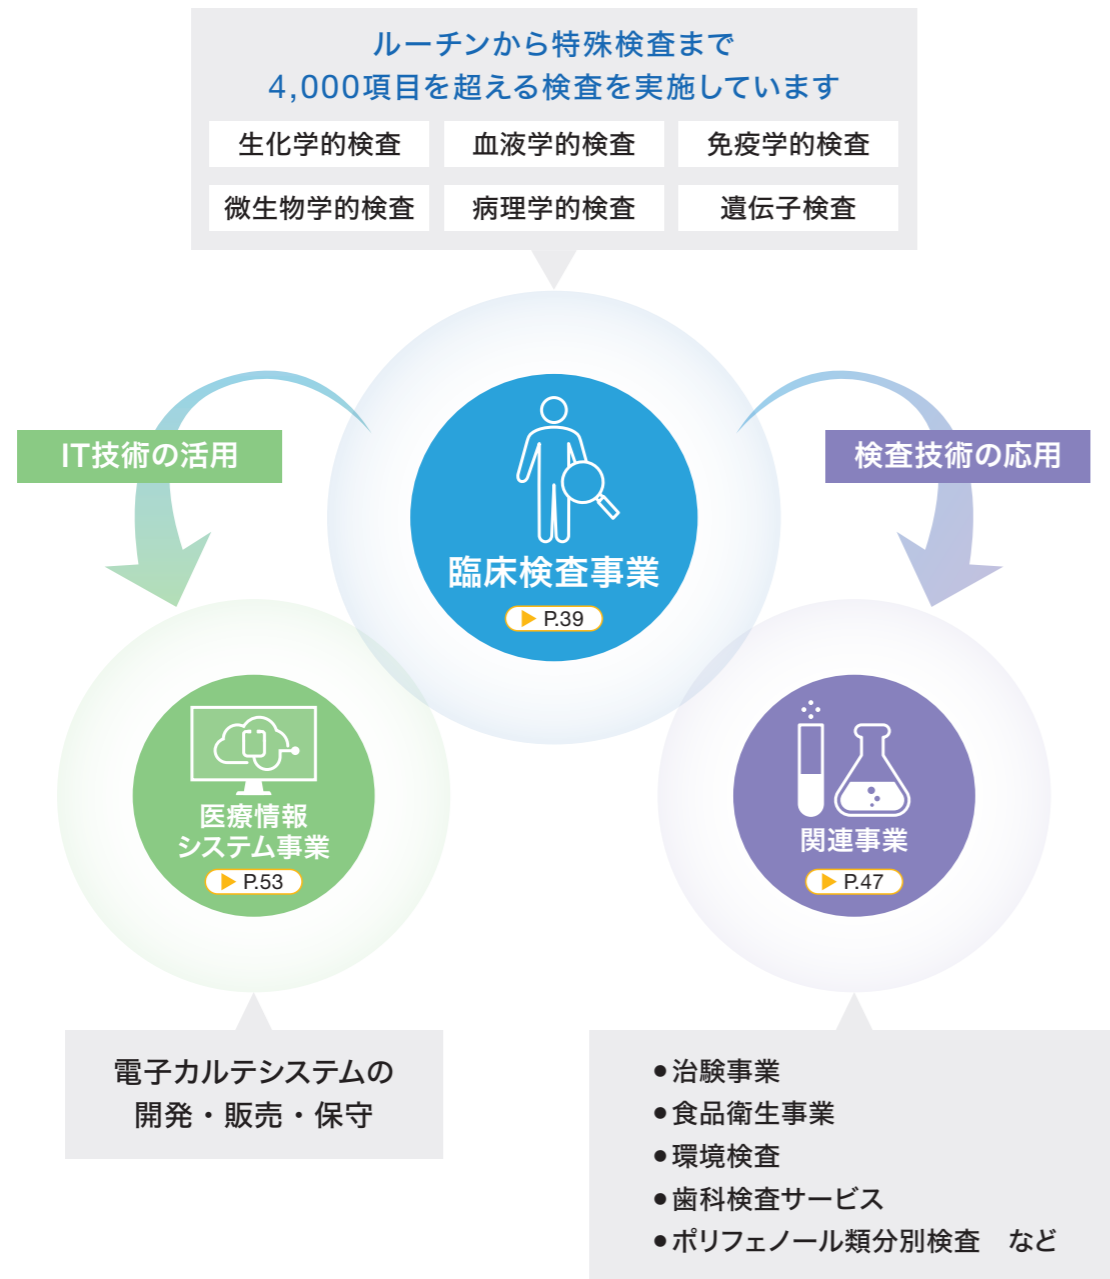 ルーチンから特殊検査まで
4,000項目を超える検査を実施しています
生化学的検査
血液学的検査
免疫学的検査
微生物学的検査
病理学的検査
遺伝子検査
IT技術の活用
検査技術の応用
臨床検査事業
▶ P.39
医療情報
システム事業
▶ P.53
関連事業
▶ P.47
電子カルテシステムの
開発・販売・保守
●治験事業
●食品衛生事業
●環境検査
●歯科検査サービス
●ポリフェノール類分別検査　など